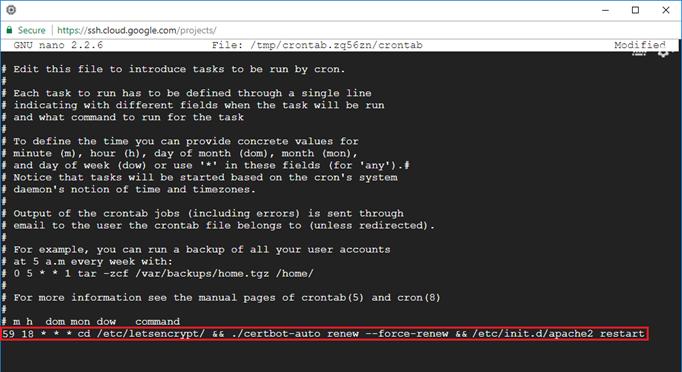 Secure https://ssh.cloud.google.com/projects/
GNU nano 2.2.6 File: /tmp/crontab.zq56zn/crontab Modified
# Edit this file to introduce tasks to be run by cron.
#
# Each task to run has to be defined through a single line
# indicating with different fields when the task will be run
# and what command to run for the task
#
# To define the time you can provide concrete values for
# minute (m), hour (h), day of month (dom), month (mon),
# and day of week (dow) or use '*' in these fields (for 'any').#
# Notice that tasks will be started based on the cron's system
# daemon's notion of time and timezones.
#
# Output of the crontab jobs (including errors) is sent through
# email to the user the crontab file belongs to (unless redirected).
#
# For example, you can run a backup of all your user accounts
# at 5 a.m every week with:
# 0 5 * * 1 tar -zcf /var/backups/home.tgz /home/
#
# For more information see the manual pages of crontab(5) and cron(8)
#
# m h  dom mon dow   command
59 18 * * * cd /etc/letsencrypt/ && ./certbot-auto renew --force-renew && /etc/init.d/apache2 restart